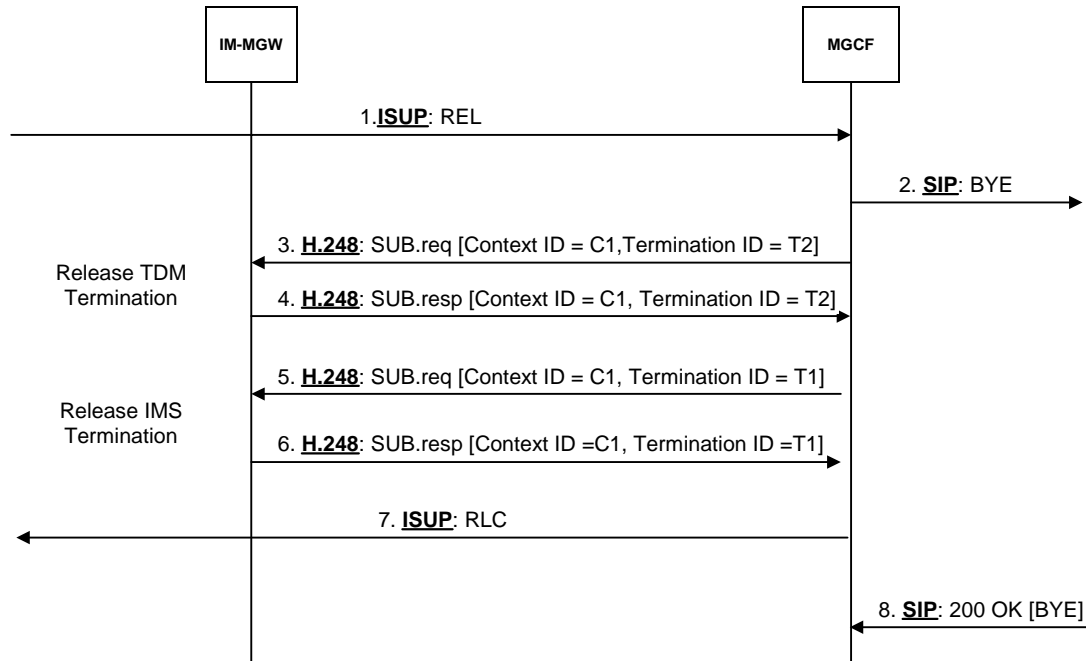 IM-MGW
MGCF
1.ISUP: REL
2. SIP: BYE
3. H.248: SUB.req [Context ID = C1,Termination ID = T2]
Release TDM
Termination
4. H.248: SUB.resp [Context ID = C1, Termination ID = T2]
5. H.248: SUB.req [Context ID = C1, Termination ID = T1]
Release IMS
Termination
6. H.248: SUB.resp [Context ID =C1, Termination ID =T1]
7. ISUP: RLC
8. SIP: 200 OK [BYE]